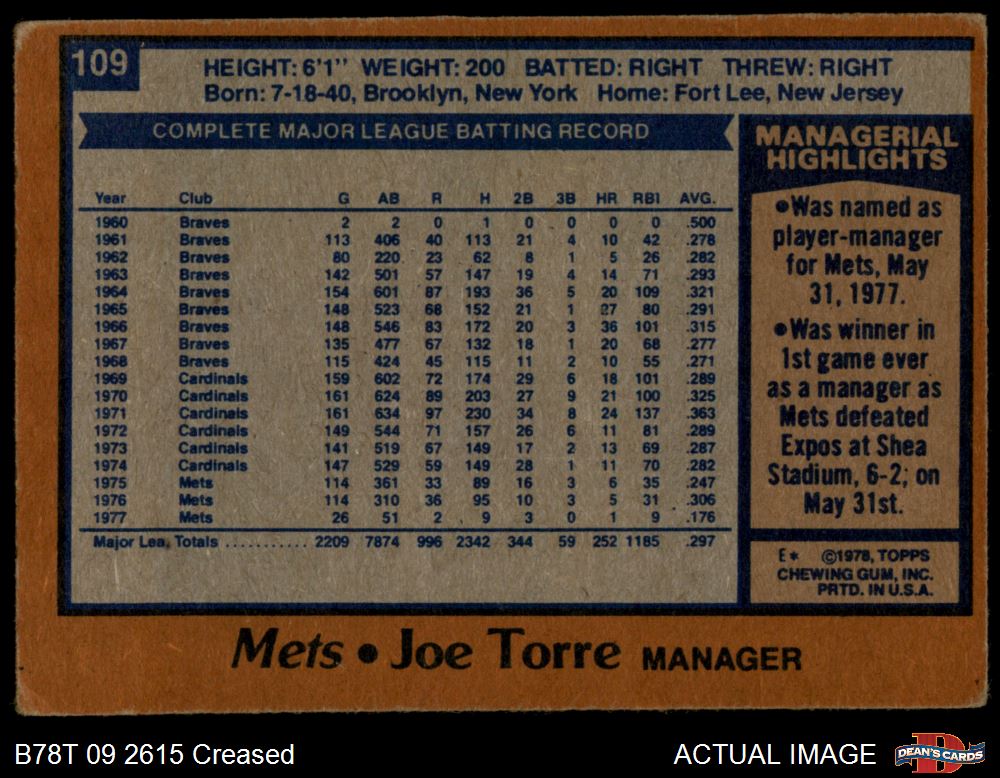 109
HEIGHT: 6'1" WEIGHT: 200 BATTED: RIGHT THREW: RIGHT
Born: 7-18-40, Brooklyn, New York Home: Fort Lee, New Jersey
COMPLETE MAJOR LEAGUE BATTING RECORD
Year Club G AB R H 2B 3B HR RBI AVG.
1960 Braves 2 2 0 1 0 0 0 0 .500
1961 Braves 113 406 40 113 21 4 10 42 .278
1962 Braves 80 220 23 62 8 1 5 26 .282
1963 Braves 142 501 57 147 19 4 14 71 .293
1964 Braves 154 601 87 193 36 5 20 109 .321
1965 Braves 148 523 68 152 21 1 27 80 .291
1966 Braves 148 546 83 172 20 3 36 101 .315
1967 Braves 135 477 67 132 18 1 20 68 .277
1968 Braves 115 424 45 115 11 2 10 55 .271
1969 Cardinals 159 602 72 174 29 6 18 101 .289
1970 Cardinals 161 624 89 203 27 9 21 100 .325
1971 Cardinals 161 634 97 230 34 8 24 137 .363
1972 Cardinals 149 544 71 157 26 6 11 81 .289
1973 Cardinals 141 519 67 149 17 2 13 69 .287
1974 Cardinals 147 529 59 149 28 1 11 70 .282
1975 Mets 114 361 33 89 16 3 6 35 .247
1976 Mets 114 310 36 95 10 3 5 31 .306
1977 Mets 26 51 2 9 3 0 1 9 .176
Major Lea. Totals ........... 2209 7874 996 2342 344 59 252 1185 .297
MANAGERIAL
HIGHLIGHTS
●Was named as
player-manager
for Mets, May
31, 1977.
●Was winner in
1st game ever
as a manager as
Mets defeated
Expos at Shea
Stadium, 6-2; on
May 31st.
E* ©1978, TOPPS
CHEWING GUM, INC.
PRTD. IN U.S.A.
Mets • Joe Torre MANAGER
B78T 09 2615 Creased
ACTUAL IMAGE
DEAN'S CARDS